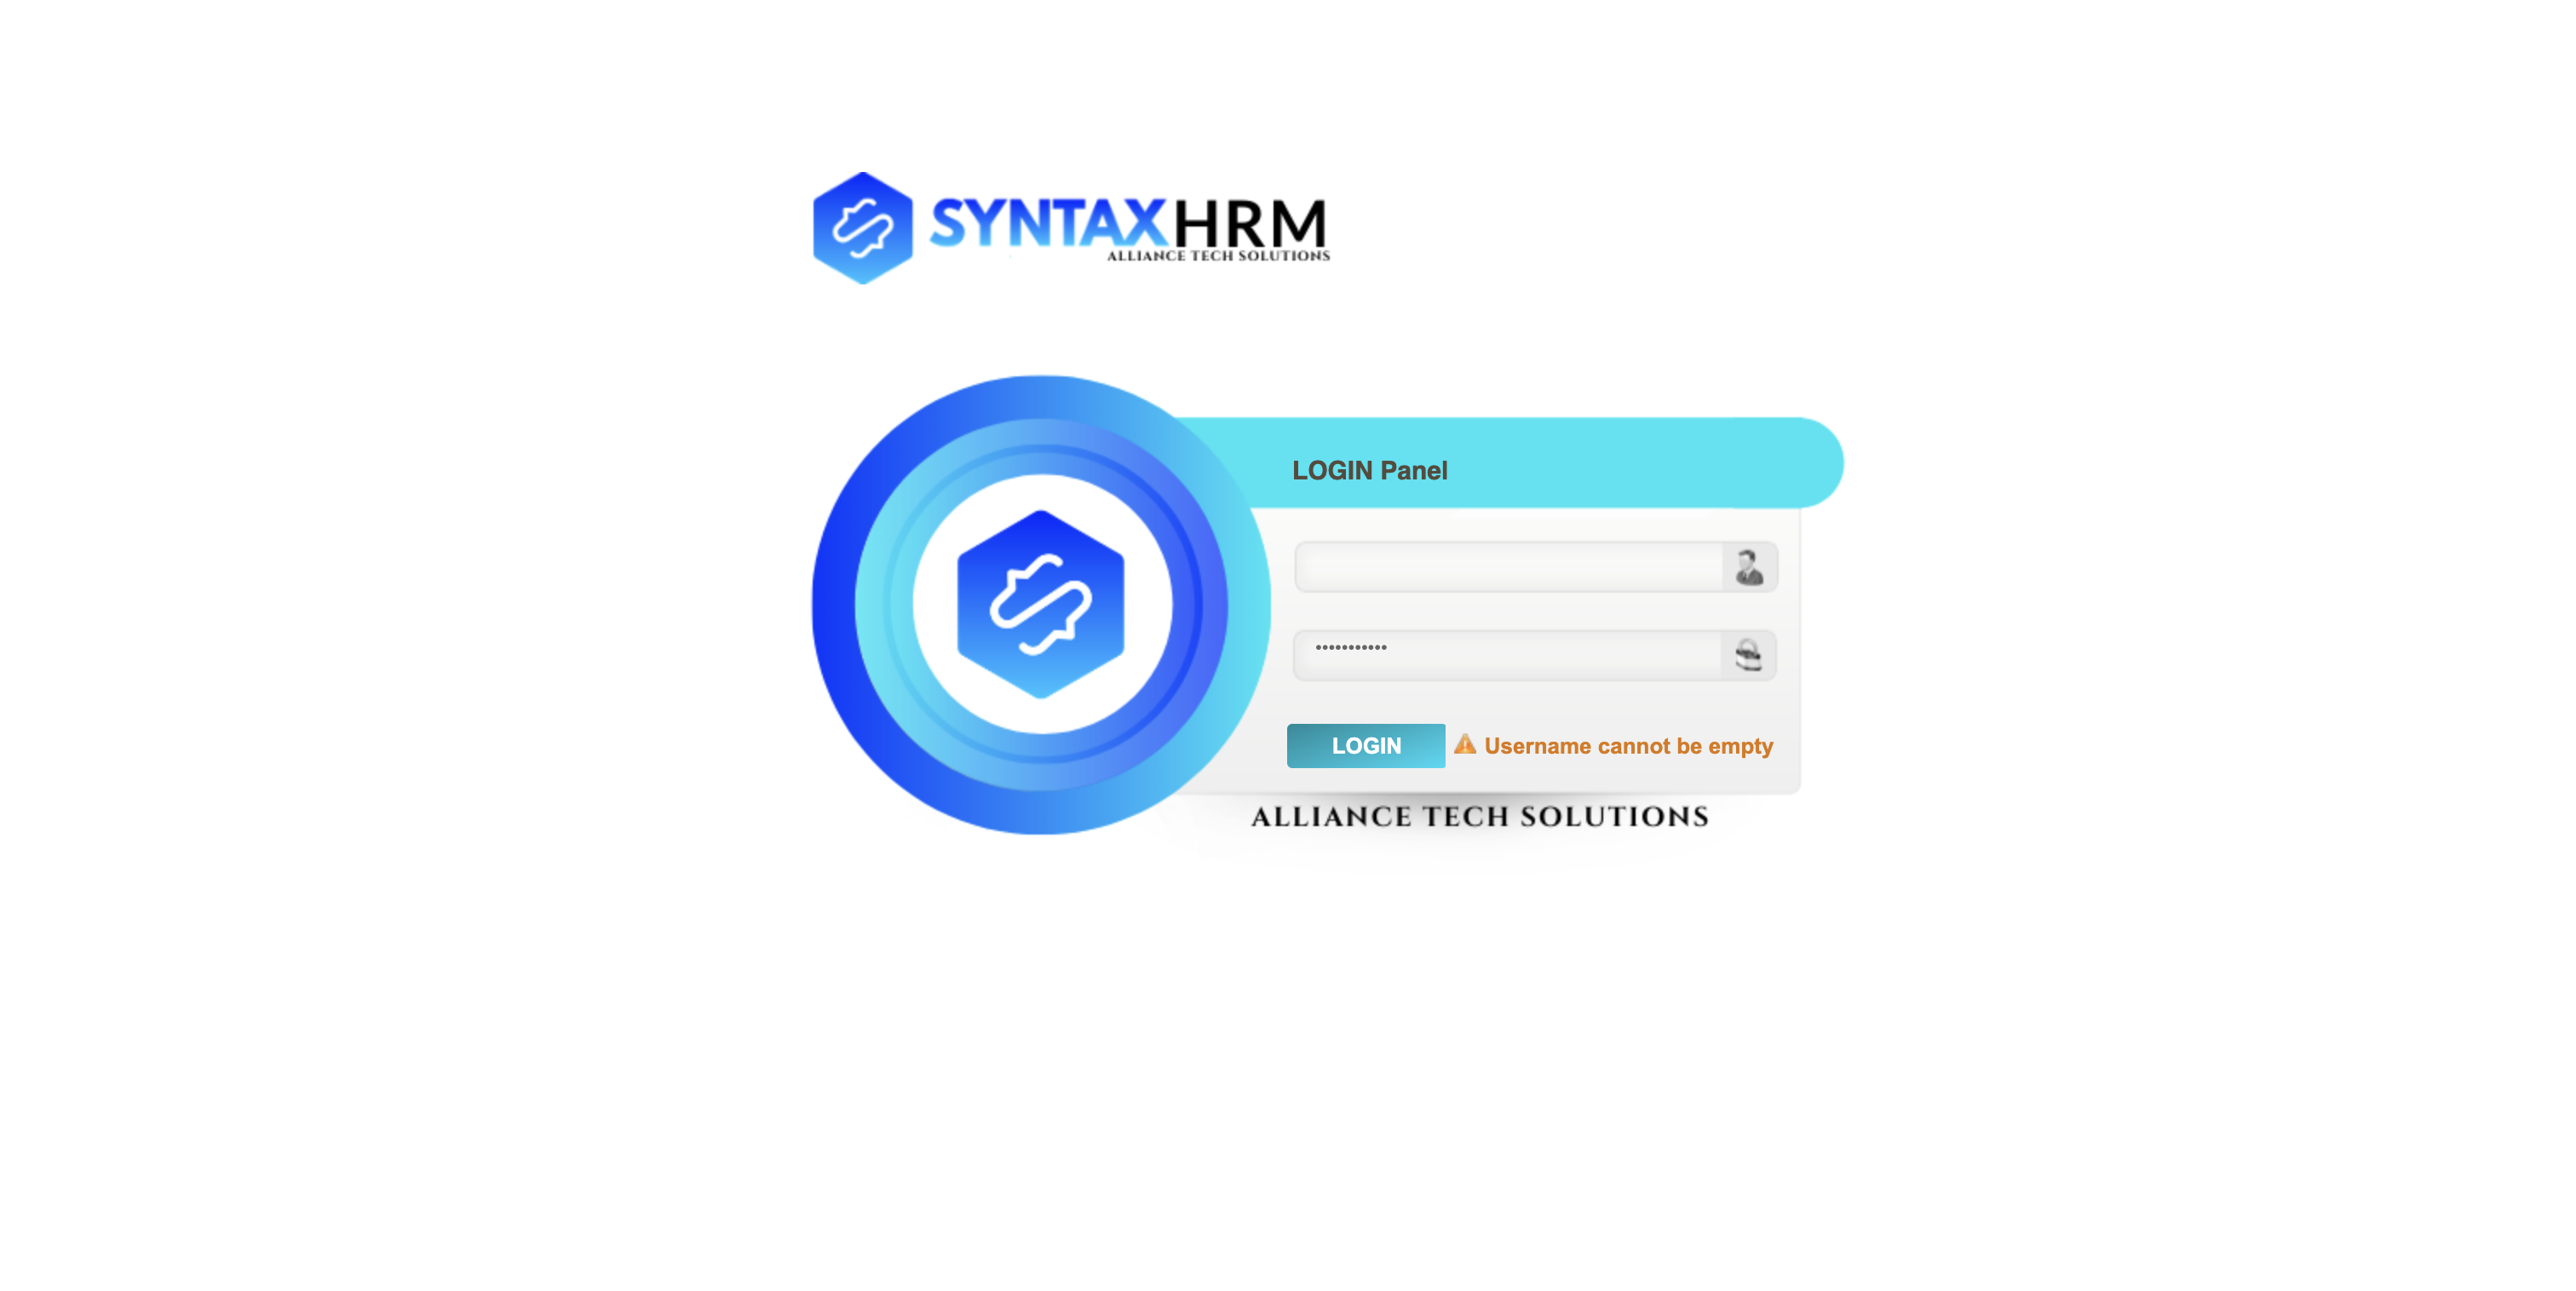 SYNTAXHRM
ALLIANCE TECH SOLUTIONS
LOGIN Panel
•••••••••••
LOGIN
Username cannot be empty
ALLIANCE TECH SOLUTIONS